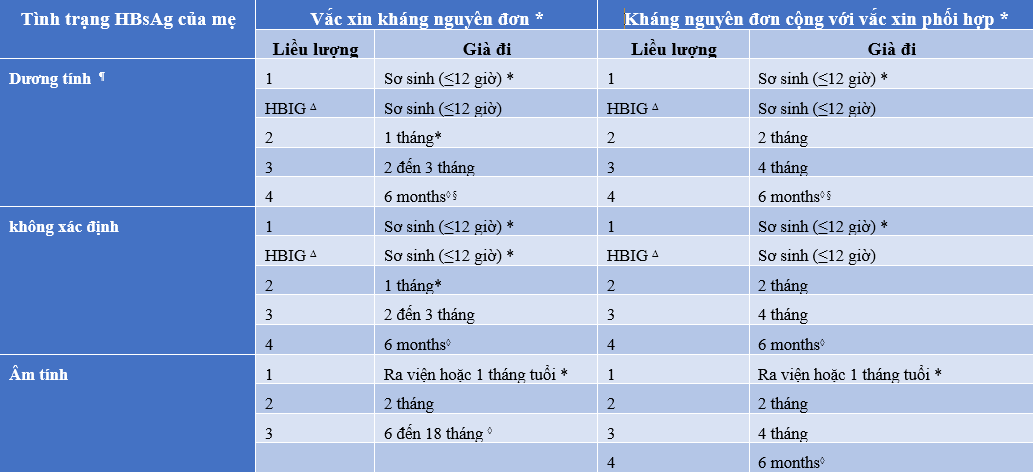 Tình trạng HBsAg của mẹ Vắc xin kháng nguyên đơn * Kháng nguyên đơn cộng với vắc xin phối hợp *
Liều lượng Già đi Liều lượng Già đi
Dương tính ¶ 1 Sơ sinh (≤12 giờ) * 1 Sơ sinh (≤12 giờ) *
HBIG Δ Sơ sinh (≤12 giờ) HBIG Δ Sơ sinh (≤12 giờ)
2 1 tháng* 2 2 tháng
3 2 đến 3 tháng 3 4 tháng
4 6 months◊ § 4 6 months◊ §
không xác định 1 Sơ sinh (≤12 giờ) * 1 Sơ sinh (≤12 giờ) *
HBIG Δ Sơ sinh (≤12 giờ) * HBIG Δ Sơ sinh (≤12 giờ)
2 1 tháng* 2 2 tháng
3 2 đến 3 tháng 3 4 tháng
4 6 months◊ 4 6 months◊
Âm tính 1 Ra viện hoặc 1 tháng tuổi * 1 Ra viện hoặc 1 tháng tuổi *
2 2 tháng 2 2 tháng
3 6 đến 18 tháng ◊ 3 4 tháng
4 6 months◊